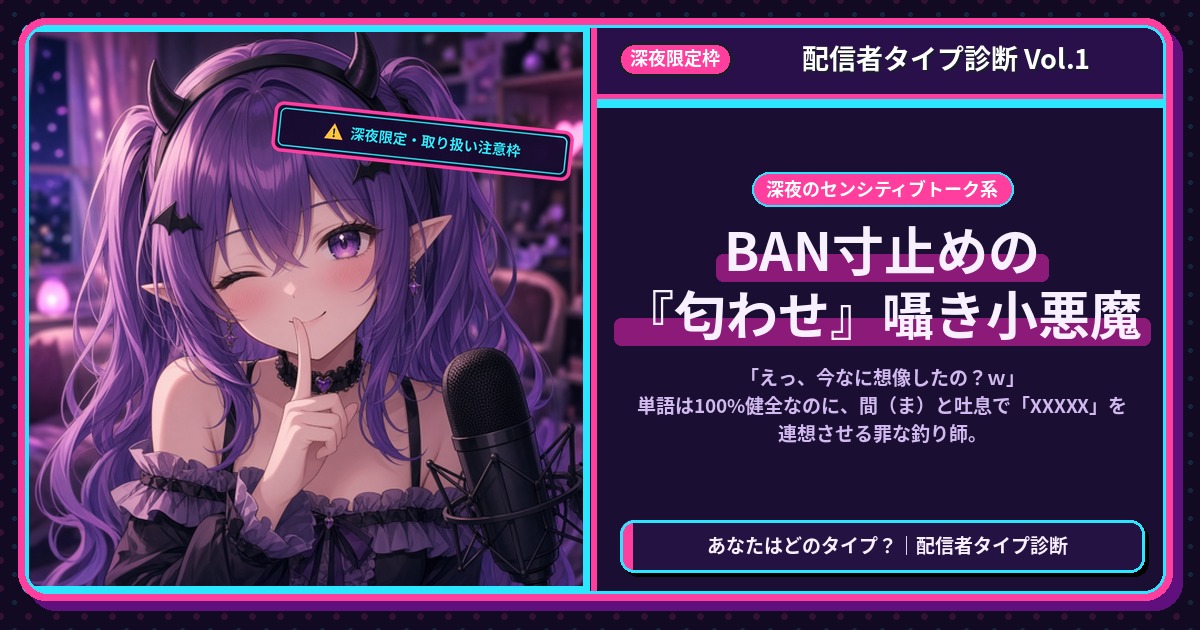 ⚠ 深夜限定・取り扱い注意枠
深夜限定枠
配信者タイプ診断 Vol.1
深夜のセンシティブトーク系
BAN寸止めの
『匂わせ』囁き小悪魔
「えっ、今なに想像したの？ｗ」
単語は100%健全なのに、間（ま）と吐息で「XXXXX」を
連想させる罪な釣り師。
あなたはどのタイプ？｜配信者タイプ診断